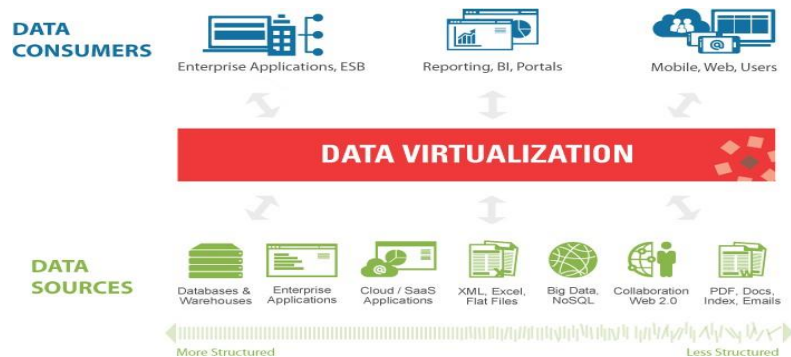 DATA
CONSUMERS
Enterprise Applications, ESB
Reporting, BI, Portals
Mobile, Web, Users
DATA VIRTUALIZATION
DATA
SOURCES
Databases &
Warehouses
Enterprise
Applications
Cloud / SaaS
Applications
XML, Excel,
Flat Files
Big Data,
NoSQL
Collaboration
Web 2.0
PDF, Docs,
Index, Emails
More Structured
Less Structured